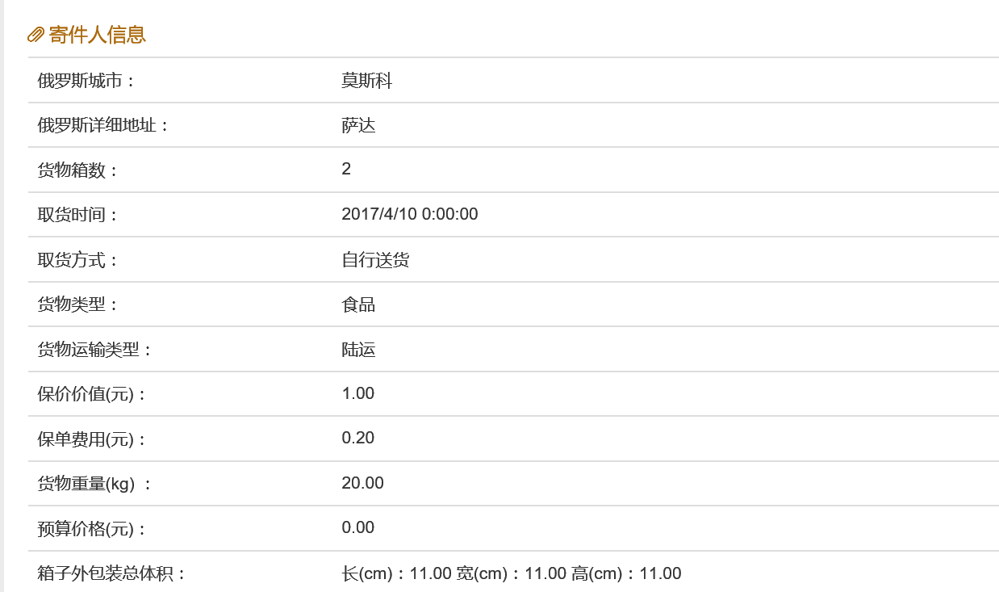 寄件人信息
俄罗斯城市： 莫斯科
俄罗斯详细地址： 萨达
货物箱数： 2
取货时间： 2017/4/10 0:00:00
取货方式： 自行送货
货物类型： 食品
货物运输类型： 陆运
保价价值(元)： 1.00
保单费用(元)： 0.20
货物重量(kg) ： 20.00
预算价格(元)： 0.00
箱子外包装总体积： 长(cm)：11.00 宽(cm)：11.00 高(cm)：11.00